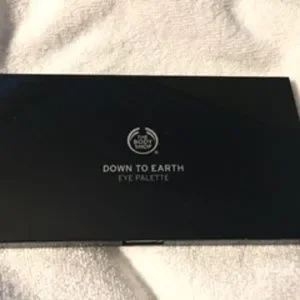 THE
BODY
SHOP
DOWN TO EARTH
EYE PALETTE